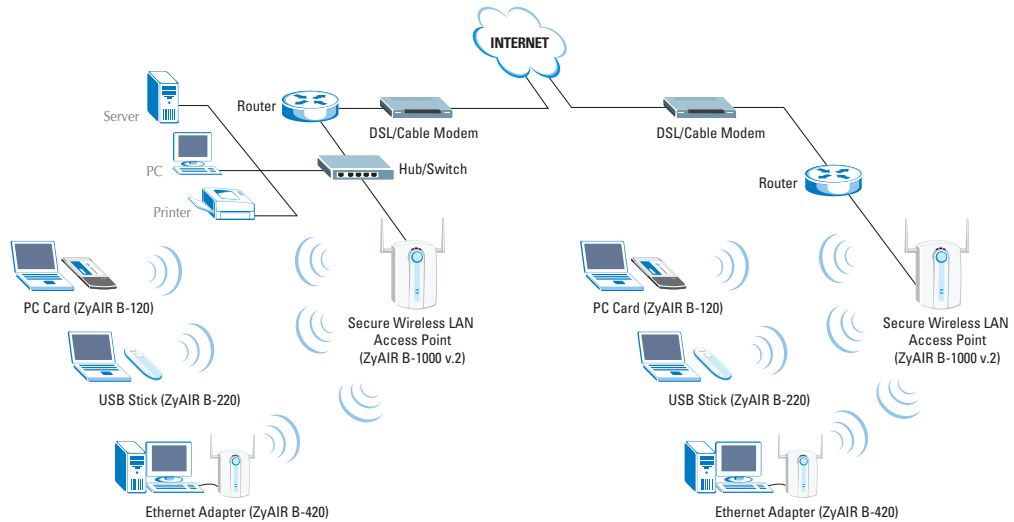 INTERNET
Server
Router
DSL/Cable Modem
DSL/Cable Modem
PC
Hub/Switch
Router
Printer
PC Card (ZyAIR B-120)
Secure Wireless LAN
Access Point
(ZyAIR B-1000 v.2)
USB Stick (ZyAIR B-220)
Ethernet Adapter (ZyAIR B-420)
PC Card (ZyAIR B-120)
Secure Wireless LAN
Access Point
(ZyAIR B-1000 v.2)
USB Stick (ZyAIR B-220)
Ethernet Adapter (ZyAIR B-420)